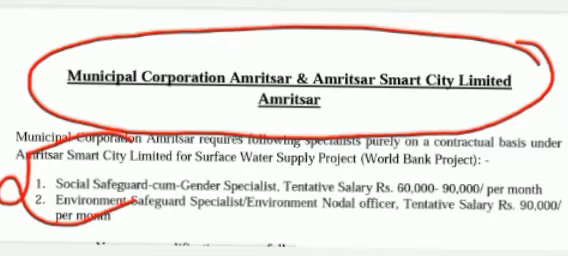 Municipal Corporation Amritsar & Amritsar Smart City Limited
Amritsar
Municipal Corporation Amritsar requires following specialists purely on a contractual basis under
Amritsar Smart City Limited for Surface Water Supply Project (World Bank Project): -
1. Social Safeguard-cum-Gender Specialist, Tentative Salary Rs. 60,000- 90,000/ per month
2. Environment Safeguard Specialist/Environment Nodal officer, Tentative Salary Rs. 90,000/
per month